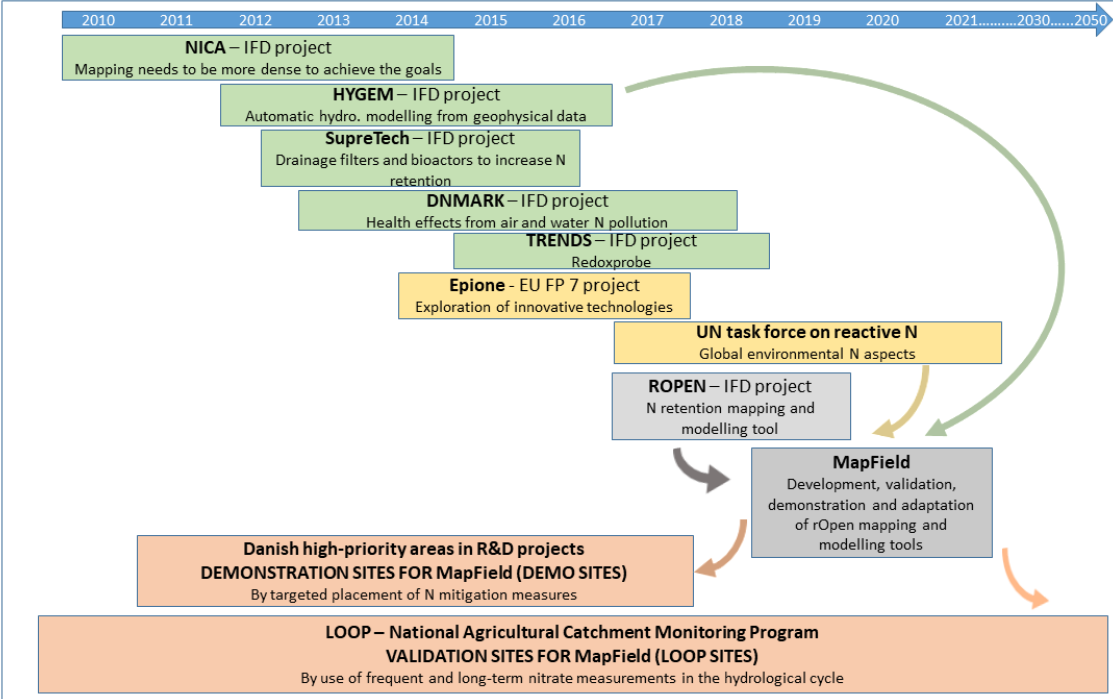 2010 2011 2012 2013 2014 2015 2016 2017 2018 2019 2020 2021..........2030......2050
NICA – IFD project
Mapping needs to be more dense to achieve the goals
HYGEM – IFD project
Automatic hydro. modelling from geophysical data
SupreTech – IFD project
Drainage filters and bioactors to increase N
retention
DNMARK – IFD project
Health effects from air and water N pollution
TRENDS – IFD project
Redoxprobe
Epione - EU FP 7 project
Exploration of innovative technologies
UN task force on reactive N
Global environmental N aspects
ROPEN – IFD project
N retention mapping and
modelling tool
MapField
Development, validation,
demonstration and adaptation
of rOpen mapping and
modelling tools
Danish high-priority areas in R&D projects
DEMONSTRATION SITES FOR MapField (DEMO SITES)
By targeted placement of N mitigation measures
LOOP – National Agricultural Catchment Monitoring Program
VALIDATION SITES FOR MapField (LOOP SITES)
By use of frequent and long-term nitrate measurements in the hydrological cycle